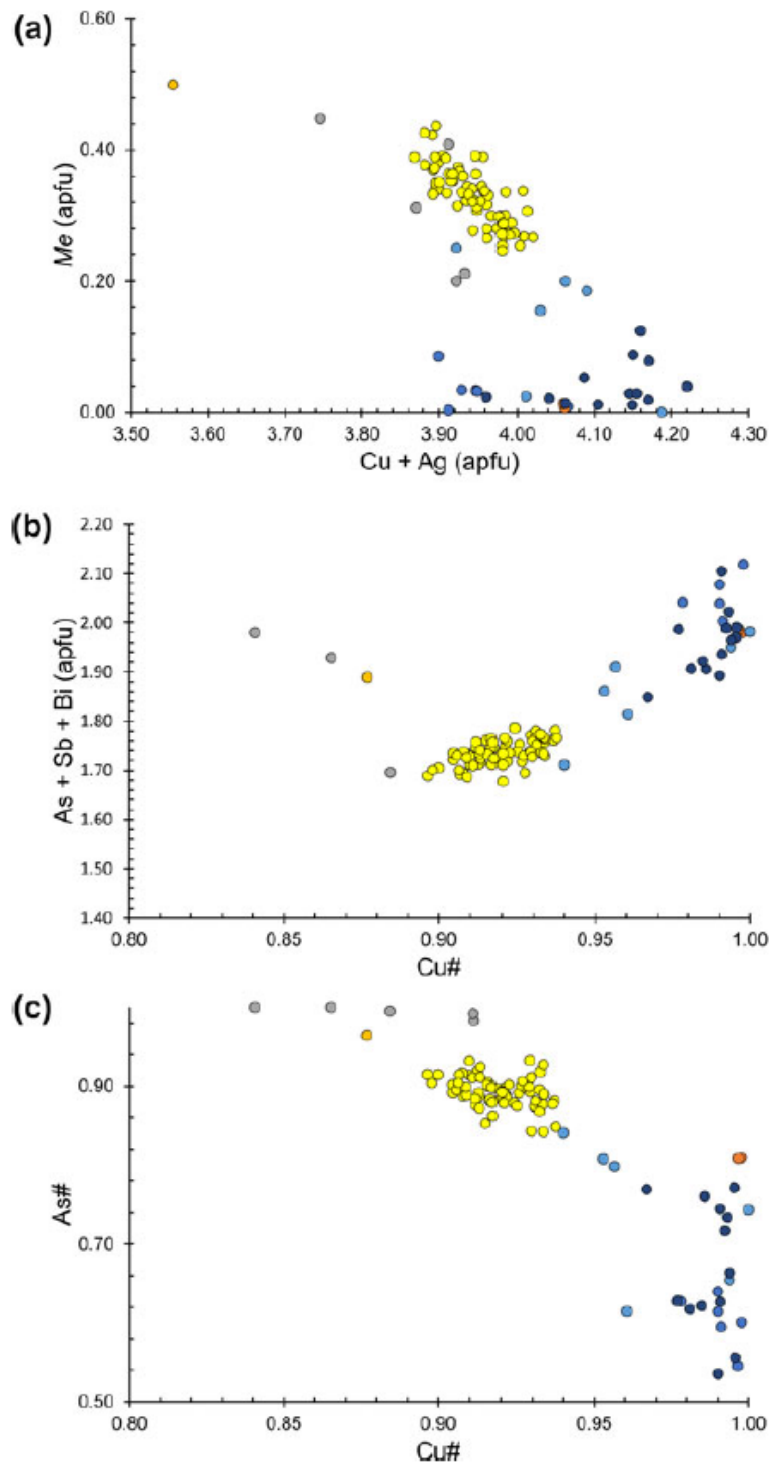 (a)
0.60
0.40
0.20
0.00
Me (apfu)
3.50 3.60 3.70 3.80 3.90 4.00 4.10 4.20 4.30
Cu + Ag (apfu)
(b)
2.20
2.10
2.00
1.90
1.80
1.70
1.60
1.50
1.40
As + Sb + Bi (apfu)
0.80 0.85 0.90 0.95 1.00
Cu#
(c)
0.90
0.70
0.50
As#
0.80 0.85 0.90 0.95 1.00
Cu#